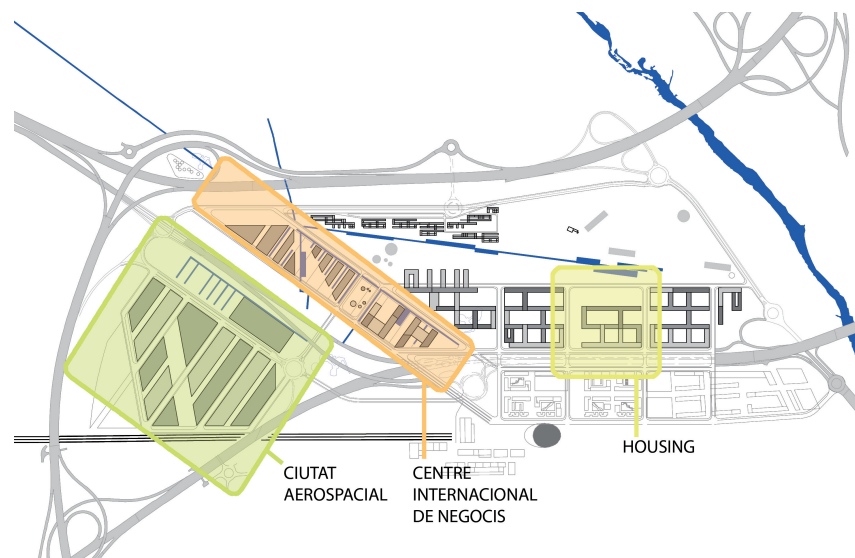 CIUTAT
AEROSPACIAL
CENTRE
INTERNACIONAL
DE NEGOCIS
HOUSING